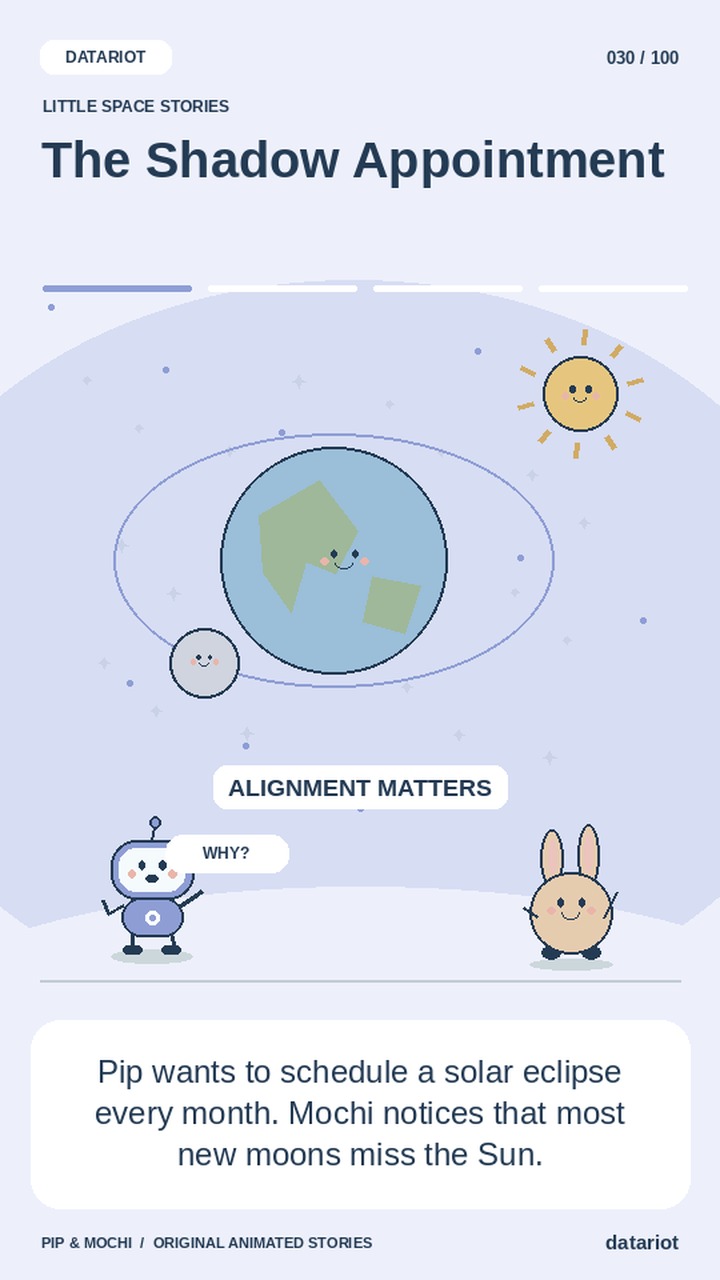 DATARIOT
030 / 100
LITTLE SPACE STORIES
The Shadow Appointment
ALIGNMENT MATTERS
WHY?
Pip wants to schedule a solar eclipse
every month. Mochi notices that most
new moons miss the Sun.
PIP & MOCHI / ORIGINAL ANIMATED STORIES
datariot